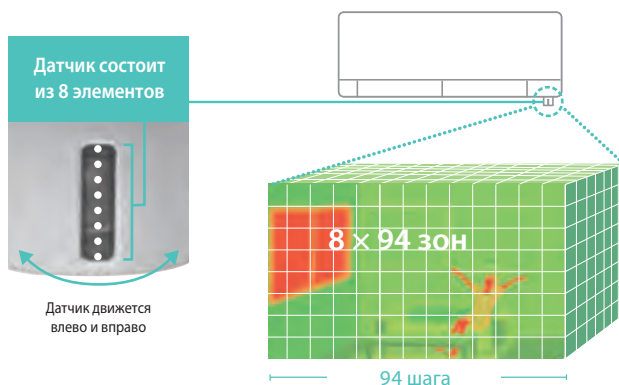 Датчик состоит
из 8 элементов
8 × 94 зон
Датчик движется
влево и вправо
94 шага